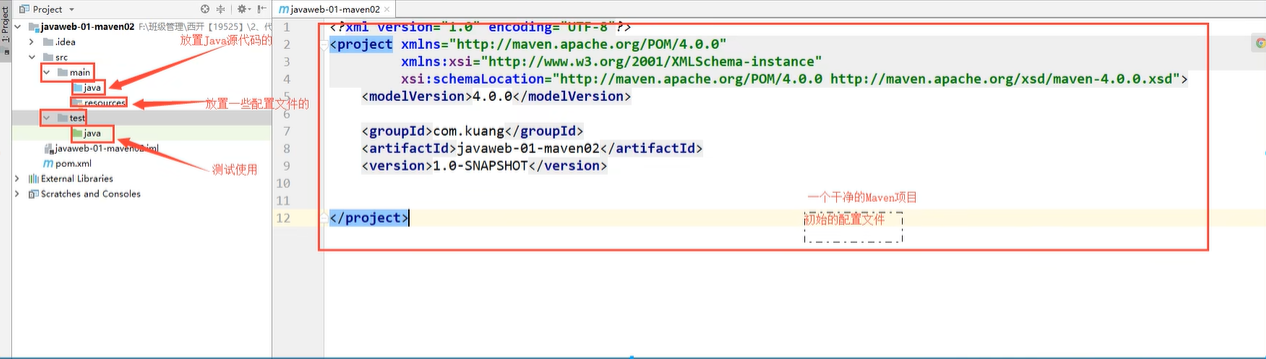 1: Project
Project
javaweb-01-maven02 F:\班级管理\西开【19525】\2、代
.idea
src
main
java
resources
test
java
javaweb-01-maven02.iml
pom.xml
External Libraries
Scratches and Consoles
放置Java源代码的
放置一些配置文件的
测试使用
javaweb-01-maven02
1 <?xml version="1.0" encoding="UTF-8"?>
2 <project xmlns="http://maven.apache.org/POM/4.0.0"
3 xmlns:xsi="http://www.w3.org/2001/XMLSchema-instance"
4 xsi:schemaLocation="http://maven.apache.org/POM/4.0.0 http://maven.apache.org/xsd/maven-4.0.0.xsd">
5 <modelVersion>4.0.0</modelVersion>
6
7 <groupId>com.kuang</groupId>
8 <artifactId>javaweb-01-maven02</artifactId>
9 <version>1.0-SNAPSHOT</version>
10
11
12 </project>
一个干净的Maven项目
初始的配置文件